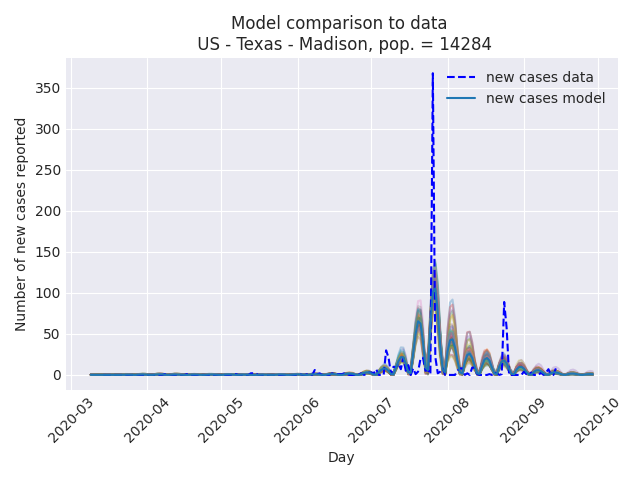 Model comparison to data
US - Texas - Madison, pop. = 14284
new cases data
new cases model
Number of new cases reported
350
300
250
200
150
100
50
0
2020-03
2020-04
2020-05
2020-06
2020-07
2020-08
2020-09
2020-10
Day